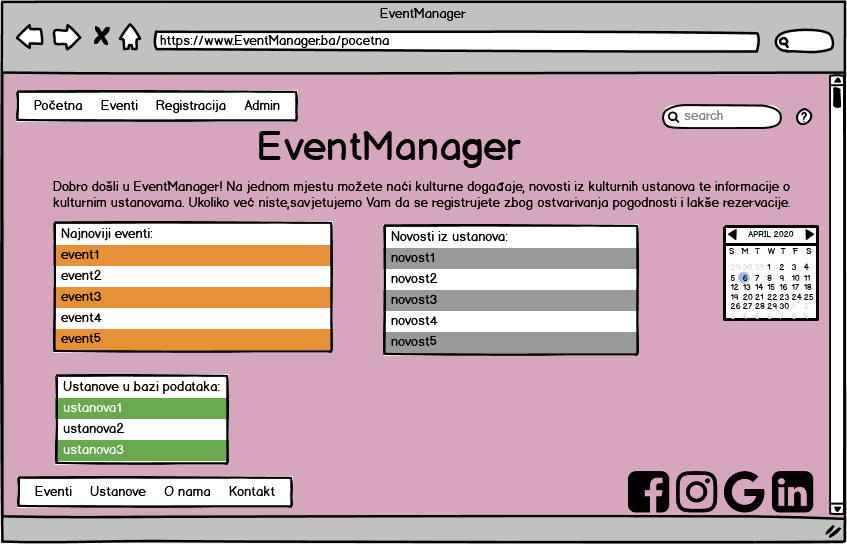 EventManager
https://www.EventManager.ba/pocetna
Početna Eventi Registracija Admin
search
?
EventManager
Dobro došli u EventManager! Na jednom mjestu možete naći kulturne događaje, novosti iz kulturnih ustanova te informacije o
kulturnim ustanovama. Ukoliko već niste,savjetujemo Vam da se registrujete zbog ostvarivanja pogodnosti i lakše rezervacije.
Najnoviji eventi:
event1
event2
event3
event4
event5
Novosti iz ustanova:
novost1
novost2
novost3
novost4
novost5
APRIL 2020
S M T W T F S
29 30 31 1 2 3 4
5 6 7 8 9 10 11
12 13 14 15 16 17 18
19 20 21 22 23 24 25
26 27 28 29 30 1 2
Ustanove u bazi podataka:
ustanova1
ustanova2
ustanova3
Eventi Ustanove O nama Kontakt